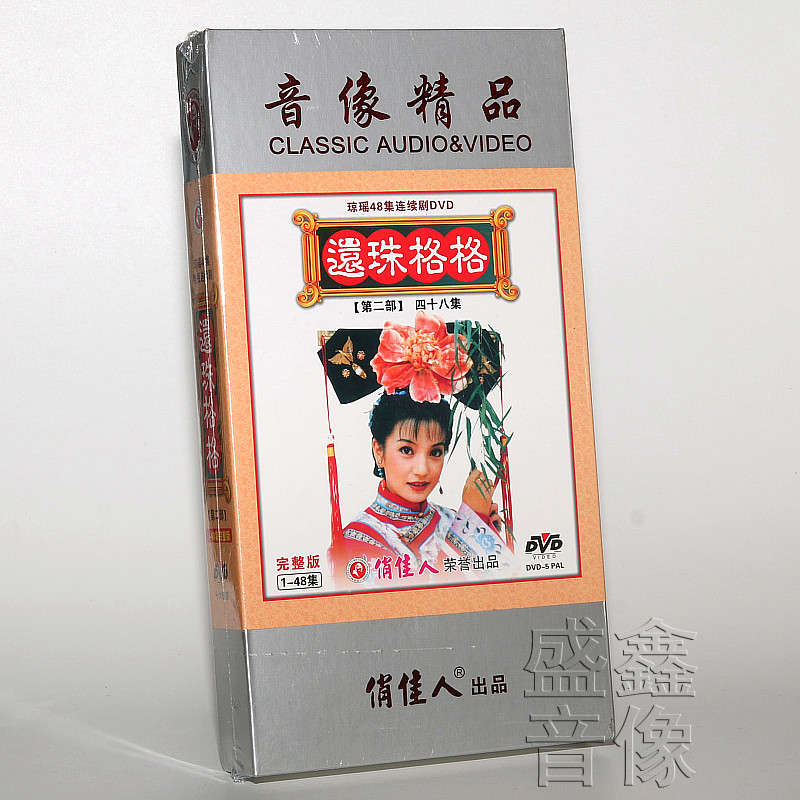 音像精品
CLASSIC AUDIO&VIDEO
琼瑶48集连续剧DVD
還珠格格
【第二部】 四十八集
完整版
1-48集
俏佳人 荣誉出品
DVD
VIDEO
DVD-5 PAL
俏佳人® 出品
還珠格格
DVD
盛鑫
音像